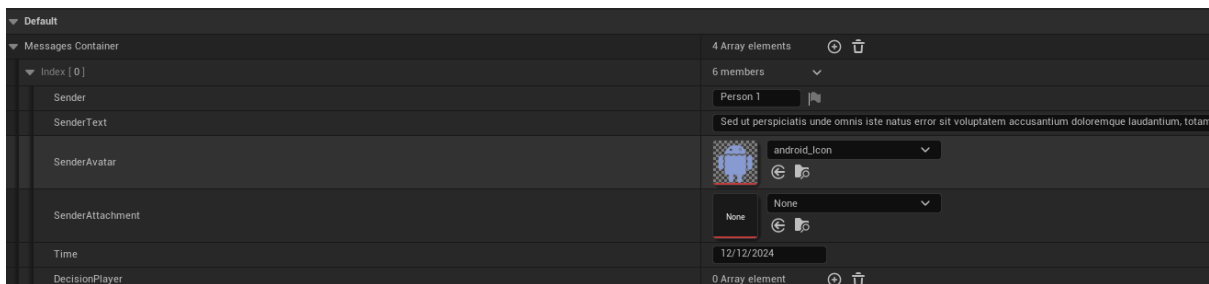 Default
Messages Container 4 Array elements
Index [ 0 ] 6 members
Sender Person 1
SenderText Sed ut perspiciatis unde omnis iste natus error sit voluptatem accusantium doloremque laudantium, totam
SenderAvatar android_Icon
SenderAttachment None None
Time 12/12/2024
DecisionPlayer 0 Array element